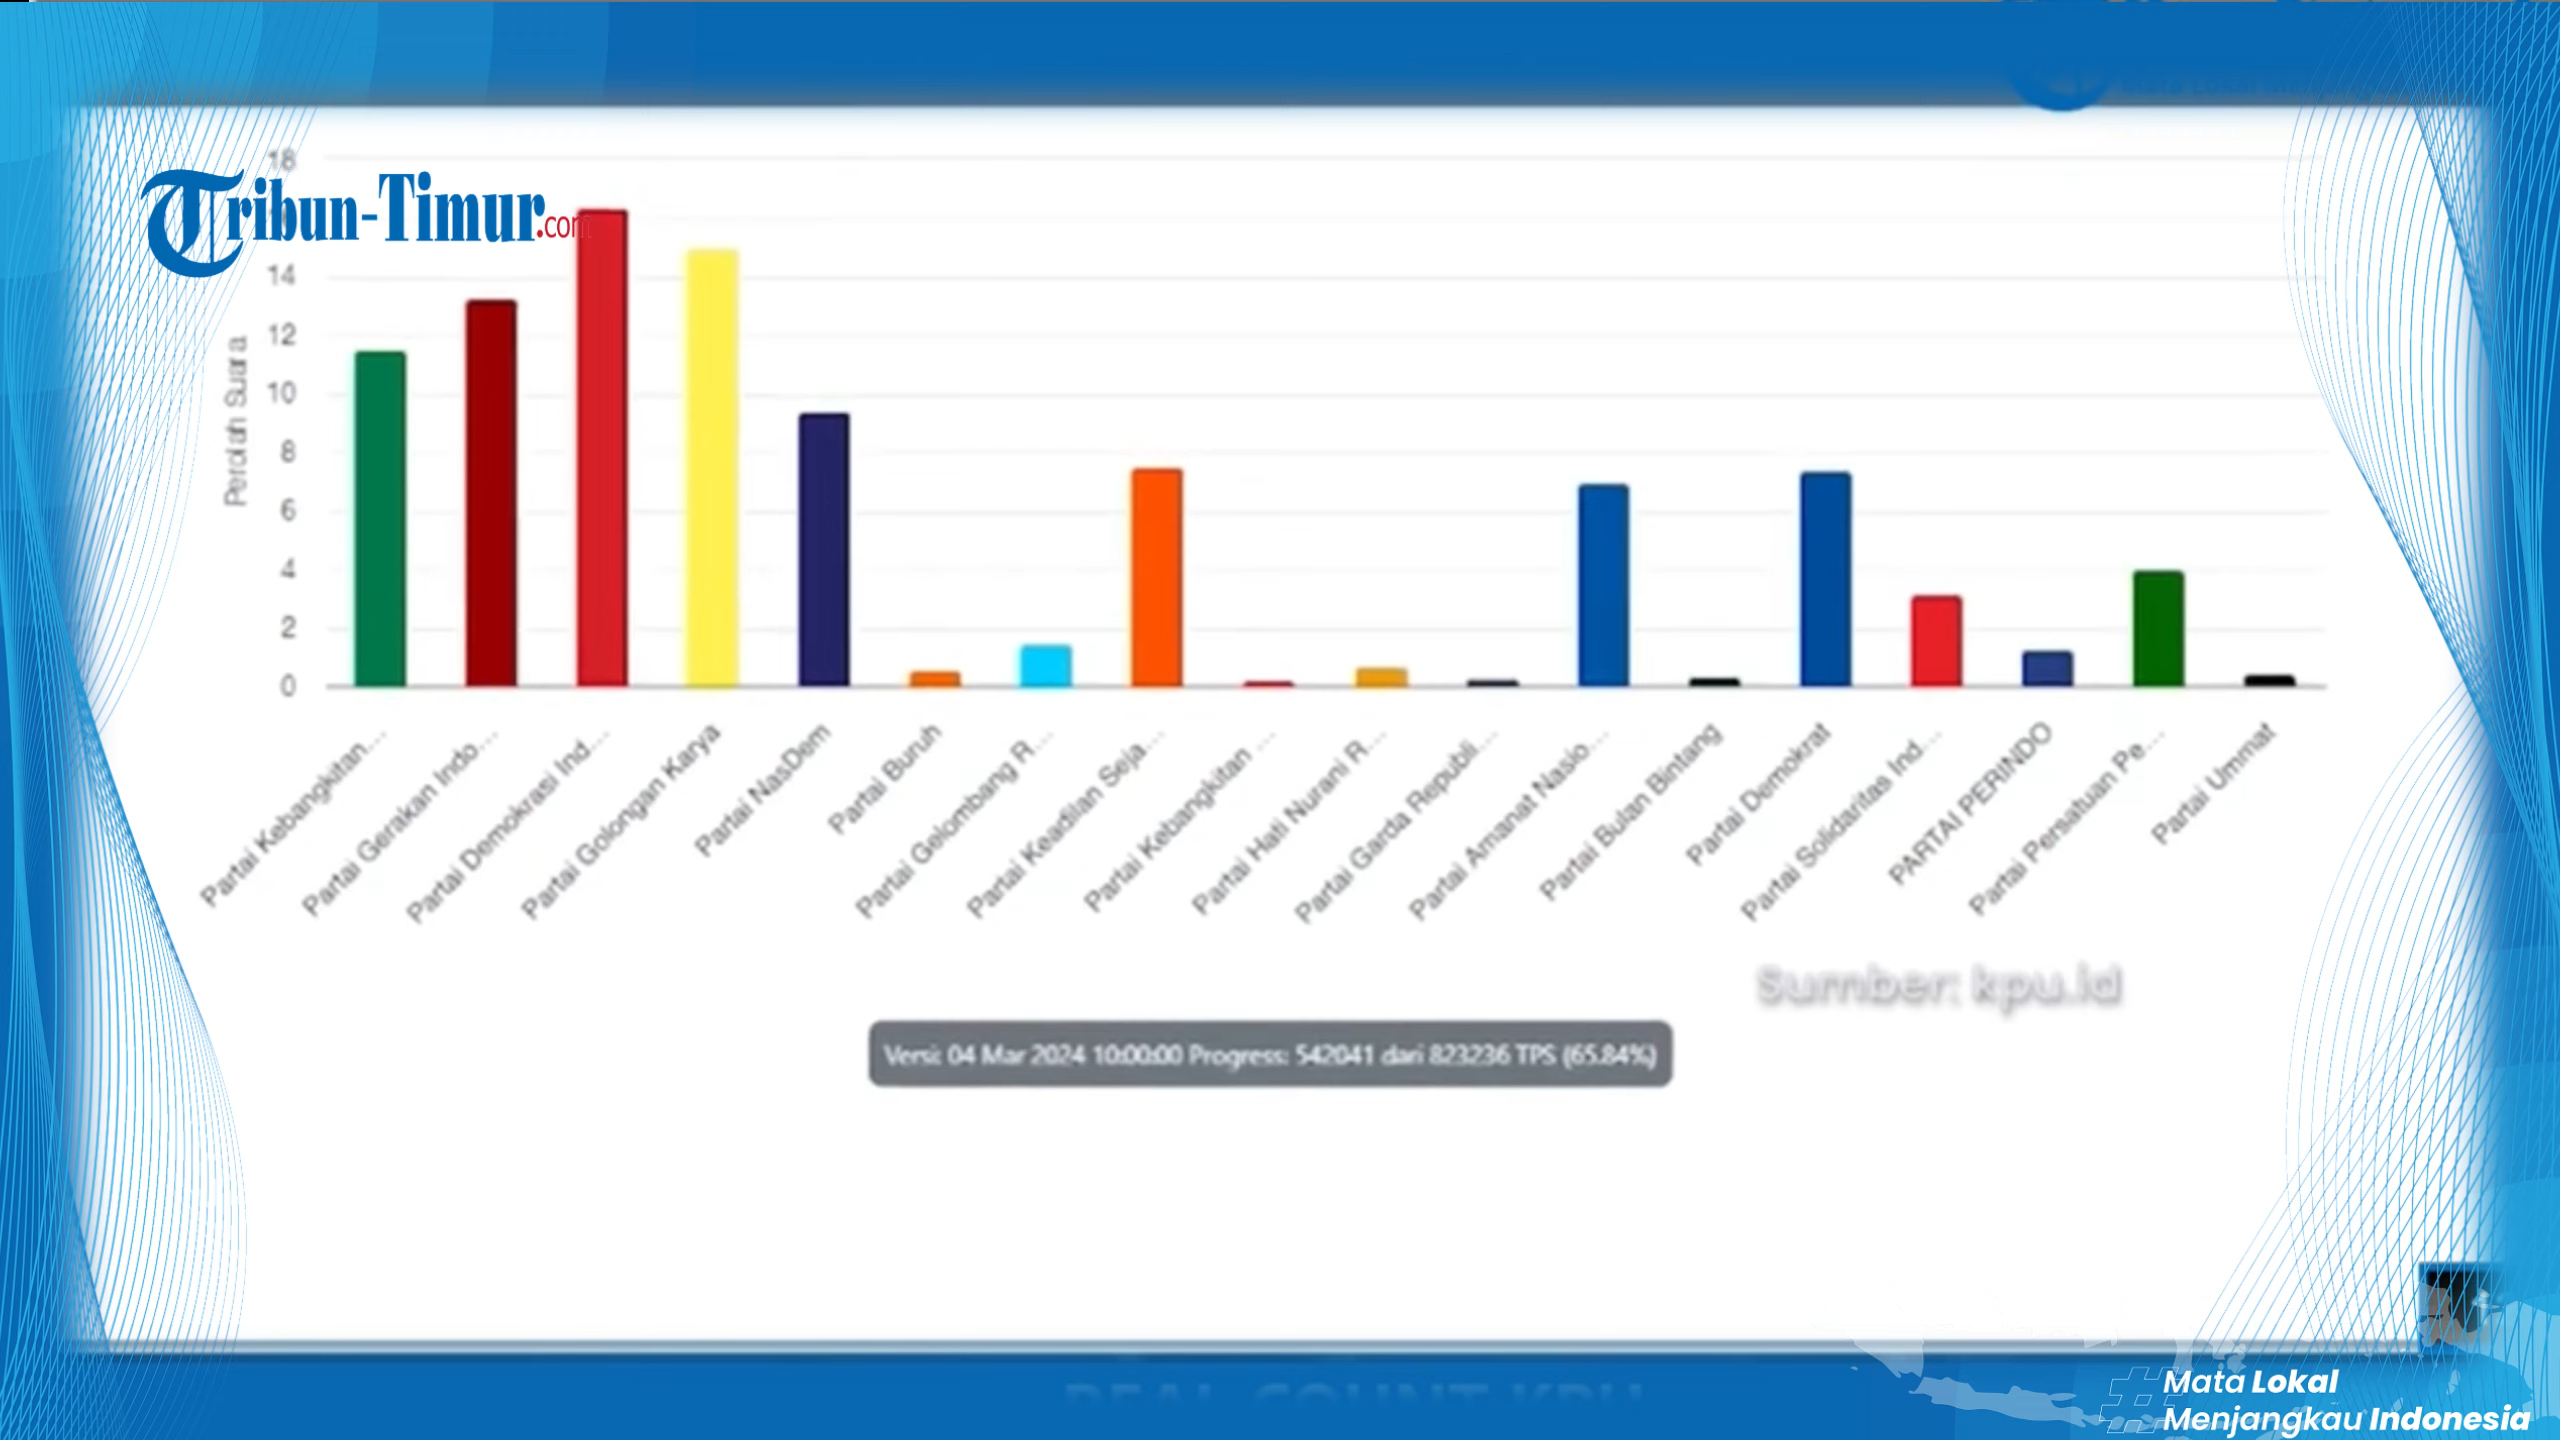 18
Tribun-Timur.com
14
12
10
8
6
4
2
0
Perolah Suara
Partai Kebangkitan...
Partai Gerakan Indo...
Partai Demokrasi Ind...
Partai Golongan Karya
Partai NasDem
Partai Buruh
Partai Gelombang R...
Partai Keadilan Seja...
Partai Kebangkitan ...
Partai Hati Nurani R...
Partai Garda Republi...
Partai Amanat Nasio...
Partai Bulan Bintang
Partai Demokrat
Partai Solidaritas Ind...
PARTAI PERINDO
Partai Persatuan Pe...
Partai Ummat
Sumber: kpu.id
Versi: 04 Mar 2024 10:00:00 Progress: 542041 dari 823236 TPS (65.84%)
REAL COUNT KPU
#Mata Lokal
Menjangkau Indonesia